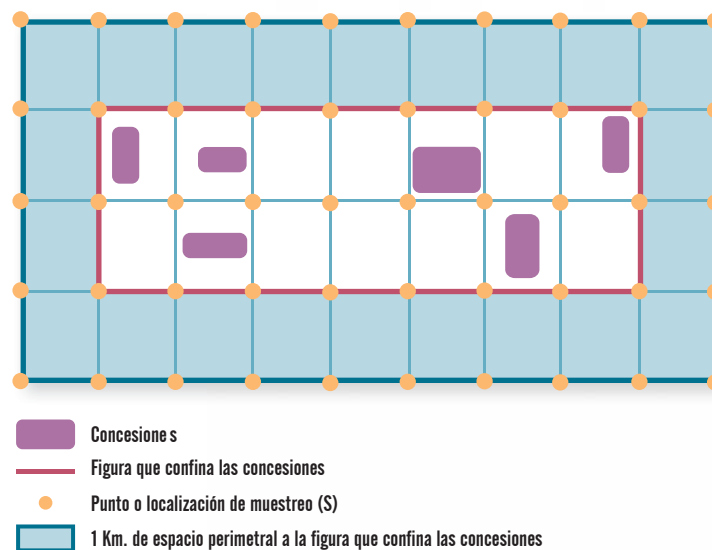 Concesione s
Figura que confina las concesiones
Punto o localización de muestreo (S)
1 Km. de espacio perimetral a la figura que confina las concesiones